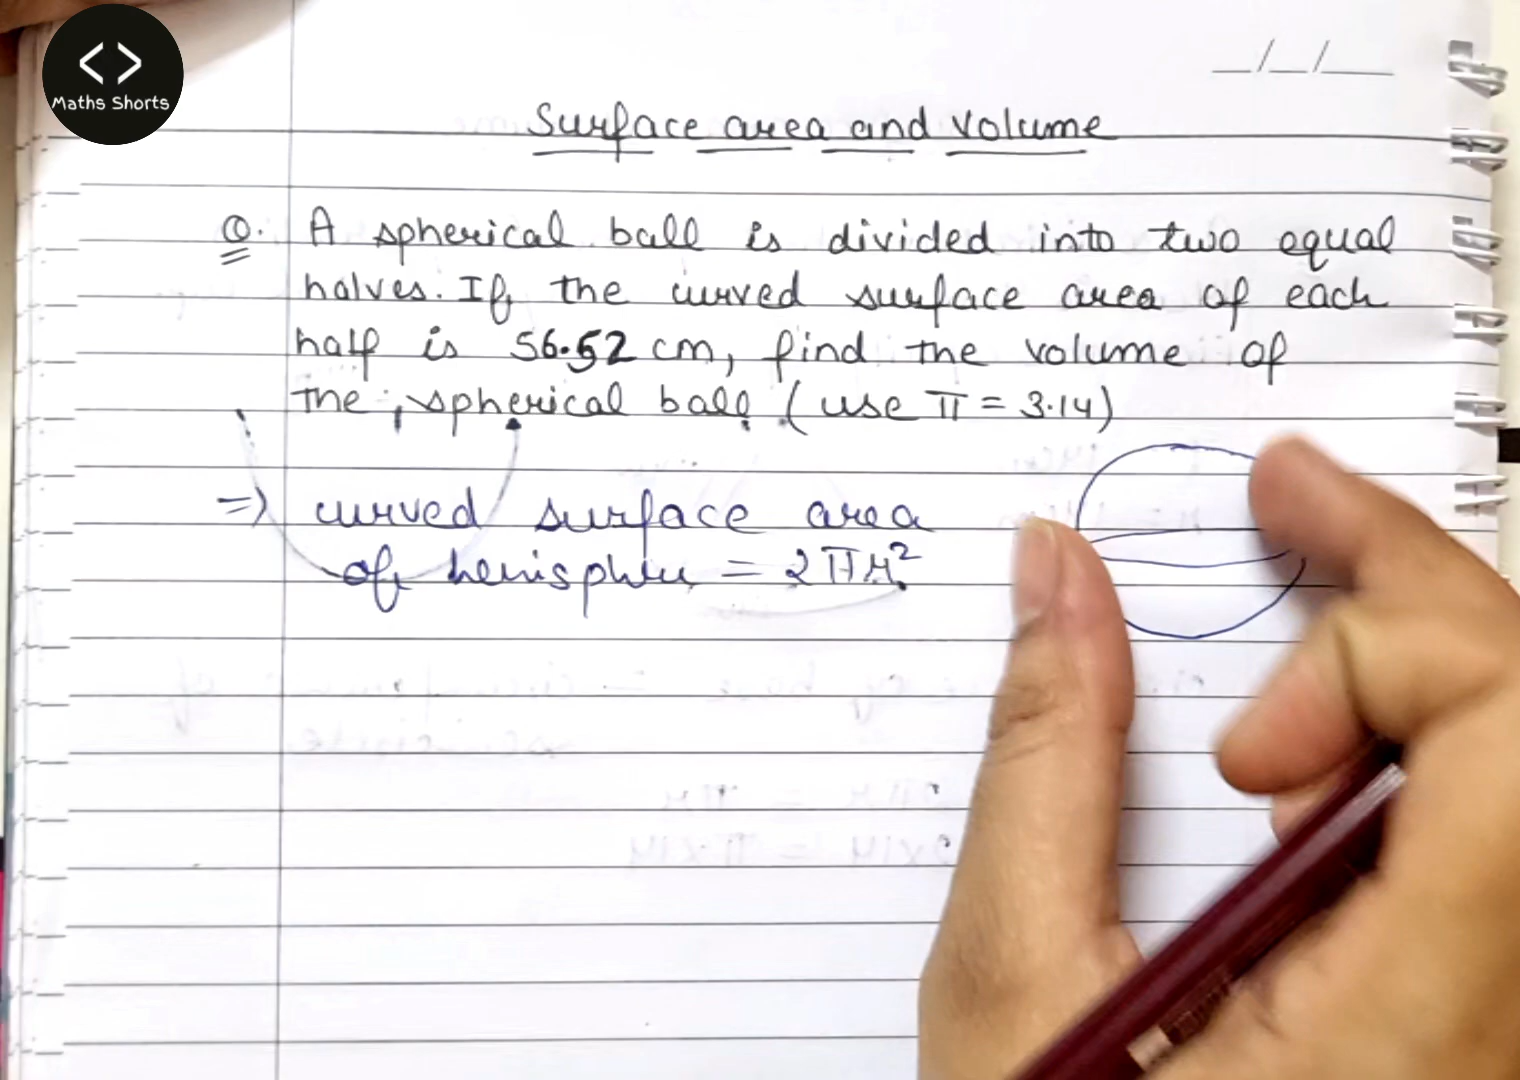 <>
Maths Shorts
_/_/__
Surface area and volume
Q. A spherical ball is divided into two equal
halves. If the curved surface area of each
half is 56.52 cm, find the volume of
the spherical ball (use π = 3.14)
=> curved surface area
of hemisphere = 2πr²